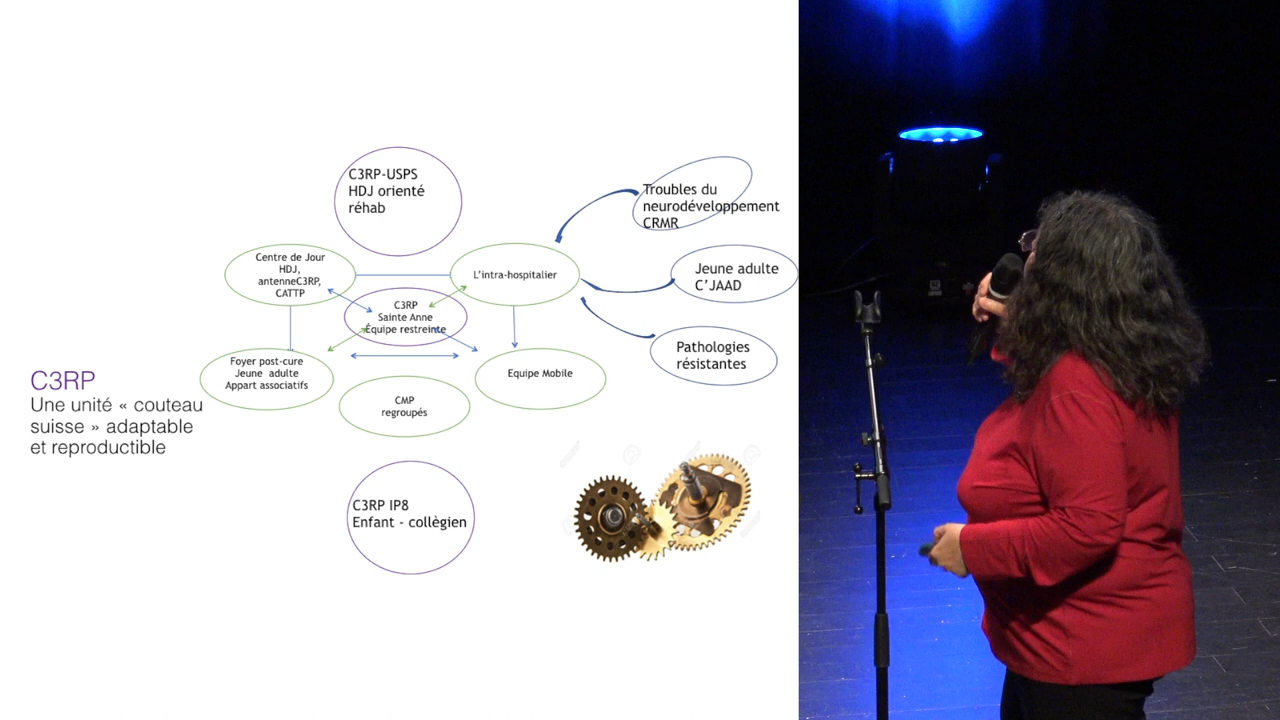 C3RP-USPS
HDJ orienté
réhab
Troubles du
neurodéveloppement
CRMR
Centre de Jour
HDJ,
antenneC3RP,
CATTP
L'intra-hospitalier
Jeune adulte
C'JAAD
C3RP
Sainte Anne
Équipe restreinte
Pathologies
résistantes
Foyer post-cure
Jeune adulte
Appart associatifs
Equipe Mobile
CMP
regroupés
C3RP
Une unité « couteau
suisse » adaptable
et reproductible
C3RP IP8
Enfant - collègien